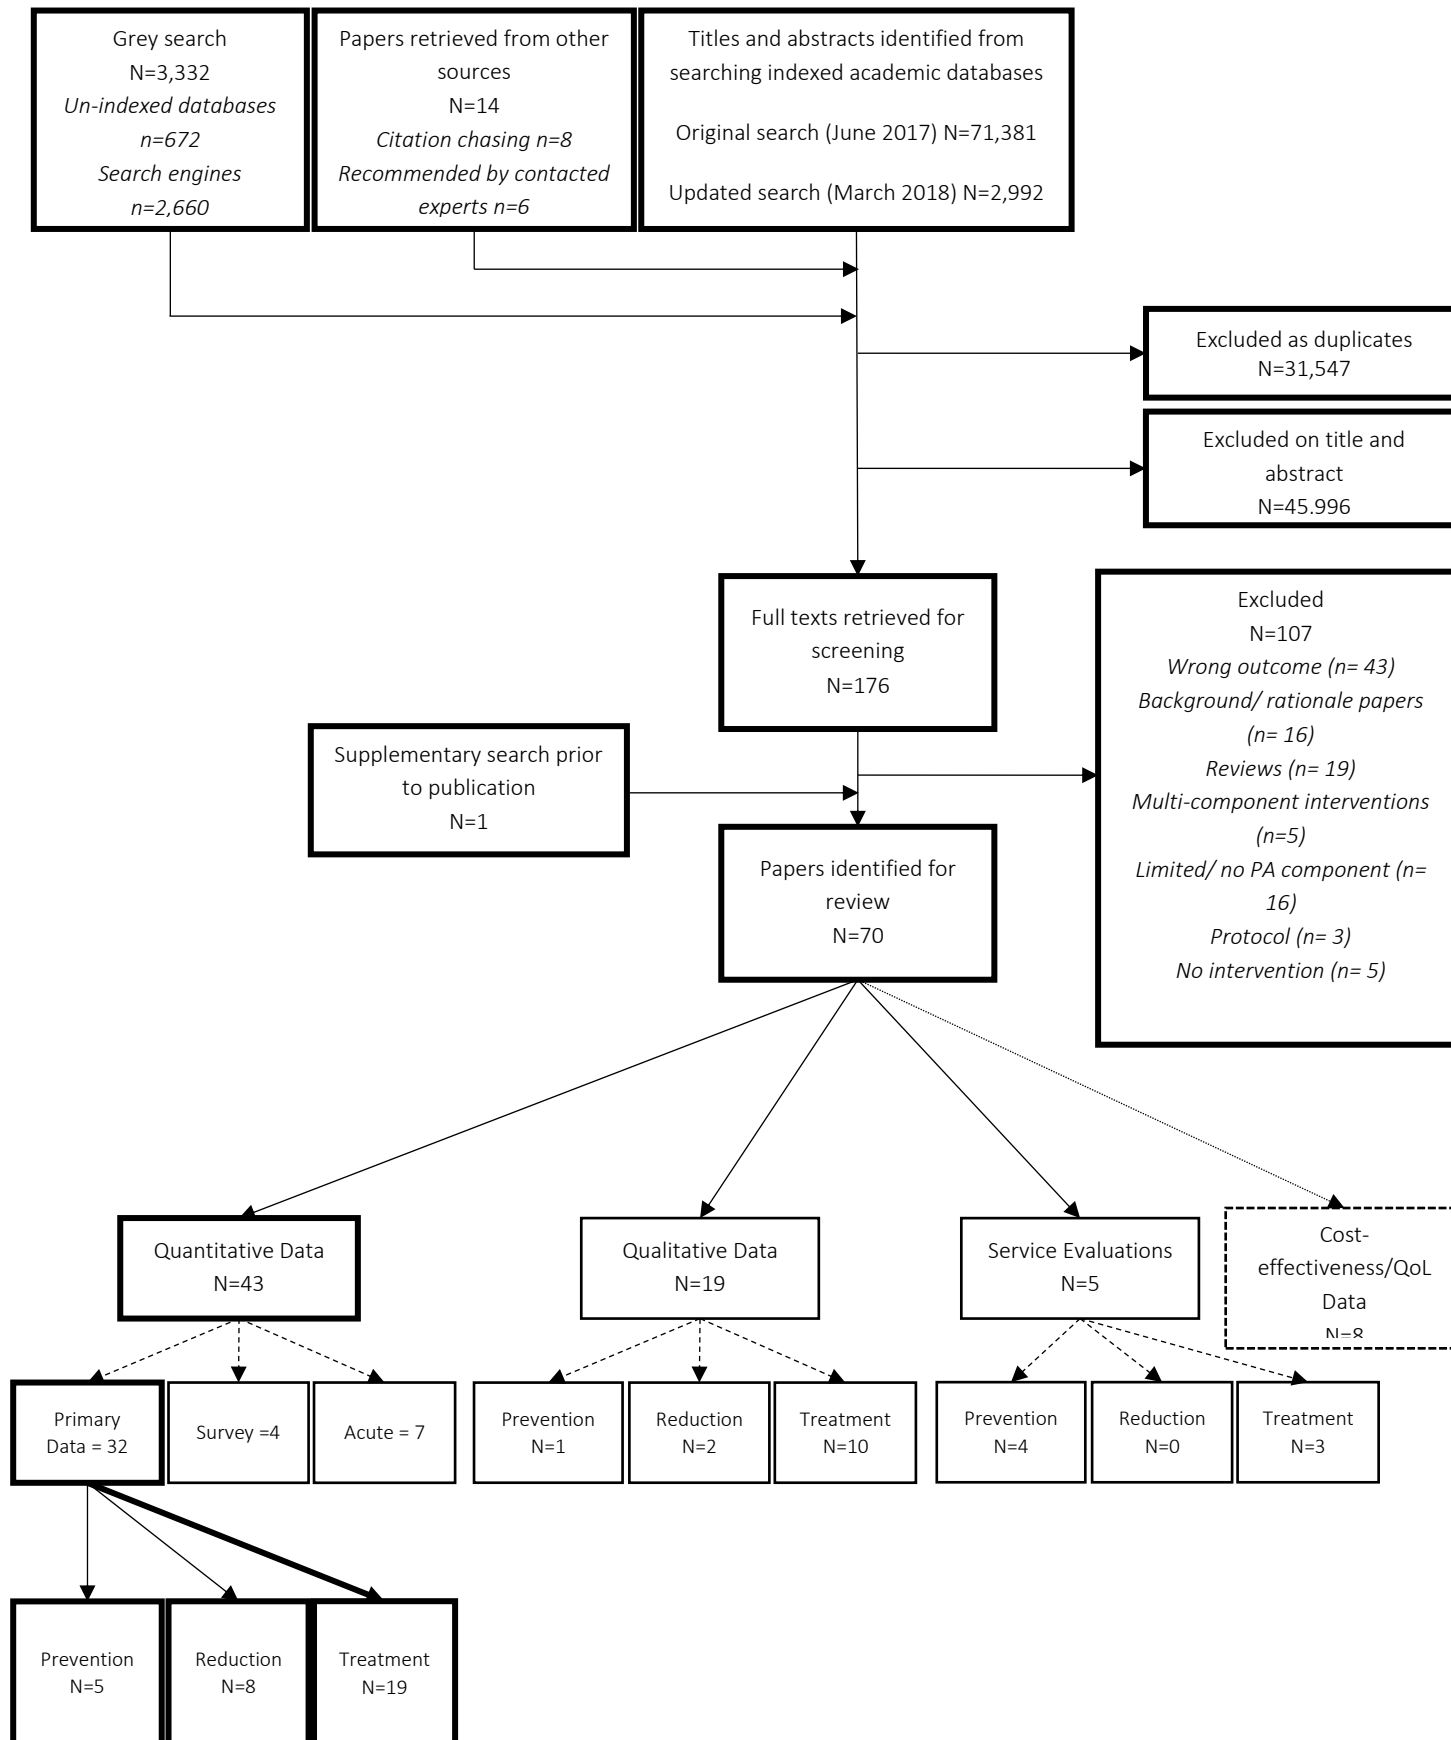 Grey search
N=3,332
Un-indexed databases
n=672
Search engines
n=2,660
Papers retrieved from other
sources
N=14
Citation chasing n=8
Recommended by contacted
experts n=6
Titles and abstracts identified from
searching indexed academic databases
Original search (June 2017) N=71,381
Updated search (March 2018) N=2,992
Excluded as duplicates
N=31,547
Excluded on title and
abstract
N=45.996
Full texts retrieved for
screening
N=176
Excluded
N=107
Wrong outcome (n= 43)
Background/ rationale papers
(n= 16)
Reviews (n= 19)
Multi-component interventions
(n=5)
Limited/ no PA component (n=
16)
Protocol (n= 3)
No intervention (n= 5)
Supplementary search prior
to publication
N=1
Papers identified for
review
N=70
Quantitative Data
N=43
Qualitative Data
N=19
Service Evaluations
N=5
Cost-
effectiveness/QoL
Data
N=8
Primary
Data = 32
Survey =4
Acute = 7
Prevention
N=1
Reduction
N=2
Treatment
N=10
Prevention
N=4
Reduction
N=0
Treatment
N=3
Prevention
N=5
Reduction
N=8
Treatment
N=19